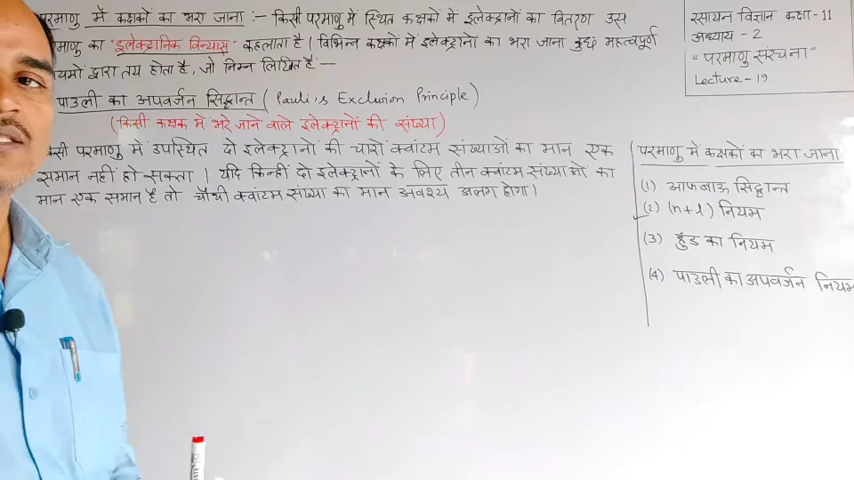 परमाणु में कक्षकों का भरा जाना :- किसी परमाणु में स्थित कक्षकों में इलेक्ट्रानों का वितरण उस
माणु का "इलेक्ट्रानिक विन्यास" कहलाता है। विभिन्न कक्षकों में इलेक्ट्रानों का भरा जाना कुछ महत्वपूर्ण
यमो द्वारा तय होता है, जो निम्न लिखित है—
पाउली का अपवर्जन सिद्धान्त (Pauli's Exclusion Principle)
(किसी कक्षक में भरे जाने वाले इलेक्ट्रानों की संख्या)
कसी परमाणु में उपस्थित दो इलेक्ट्रानों की चारों क्वांटम संख्याओं का मान एक
समान नहीं हो सकता। यदि किन्हीं दो इलेक्ट्रानों के लिए तीन क्वांटम संख्याओं का
मान एक समान है तो चौथी क्वांटम संख्या का मान अवश्य अलग होगा।
रसायन विज्ञान कक्षा-11
अध्याय - 2
"परमाणु संरचना"
Lecture-19
परमाणु में कक्षकों का भरा जाना
(1) आफबाऊ सिद्धान्त
(2) (n+l) नियम
(3) हुंड का नियम
(4) पाउली का अपवर्जन नियम